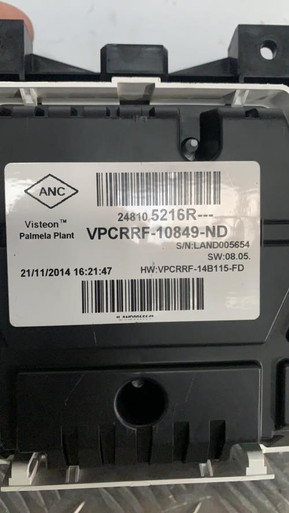 ANC
24810 5216R---
Visteon™
Palmela Plant
VPCRRF-10849-ND
S/N:LAND005654
SW:08.05.
21/11/2014 16:21:47
HW:VPCRRF-14B115-FD